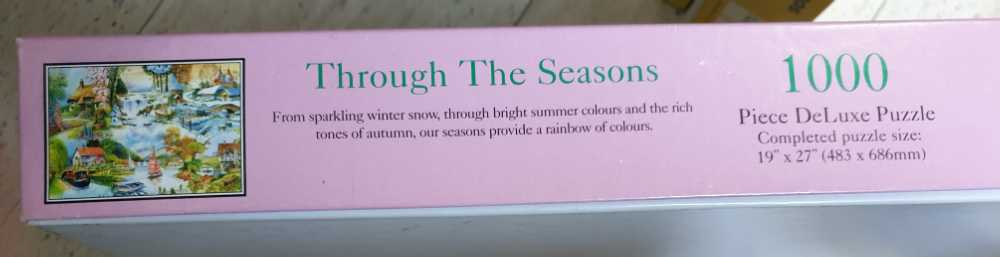 Through The Seasons
From sparkling winter snow, through bright summer colours and the rich
tones of autumn, our seasons provide a rainbow of colours.
1000
Piece DeLuxe Puzzle
Completed puzzle size:
19" x 27" (483 x 686mm)